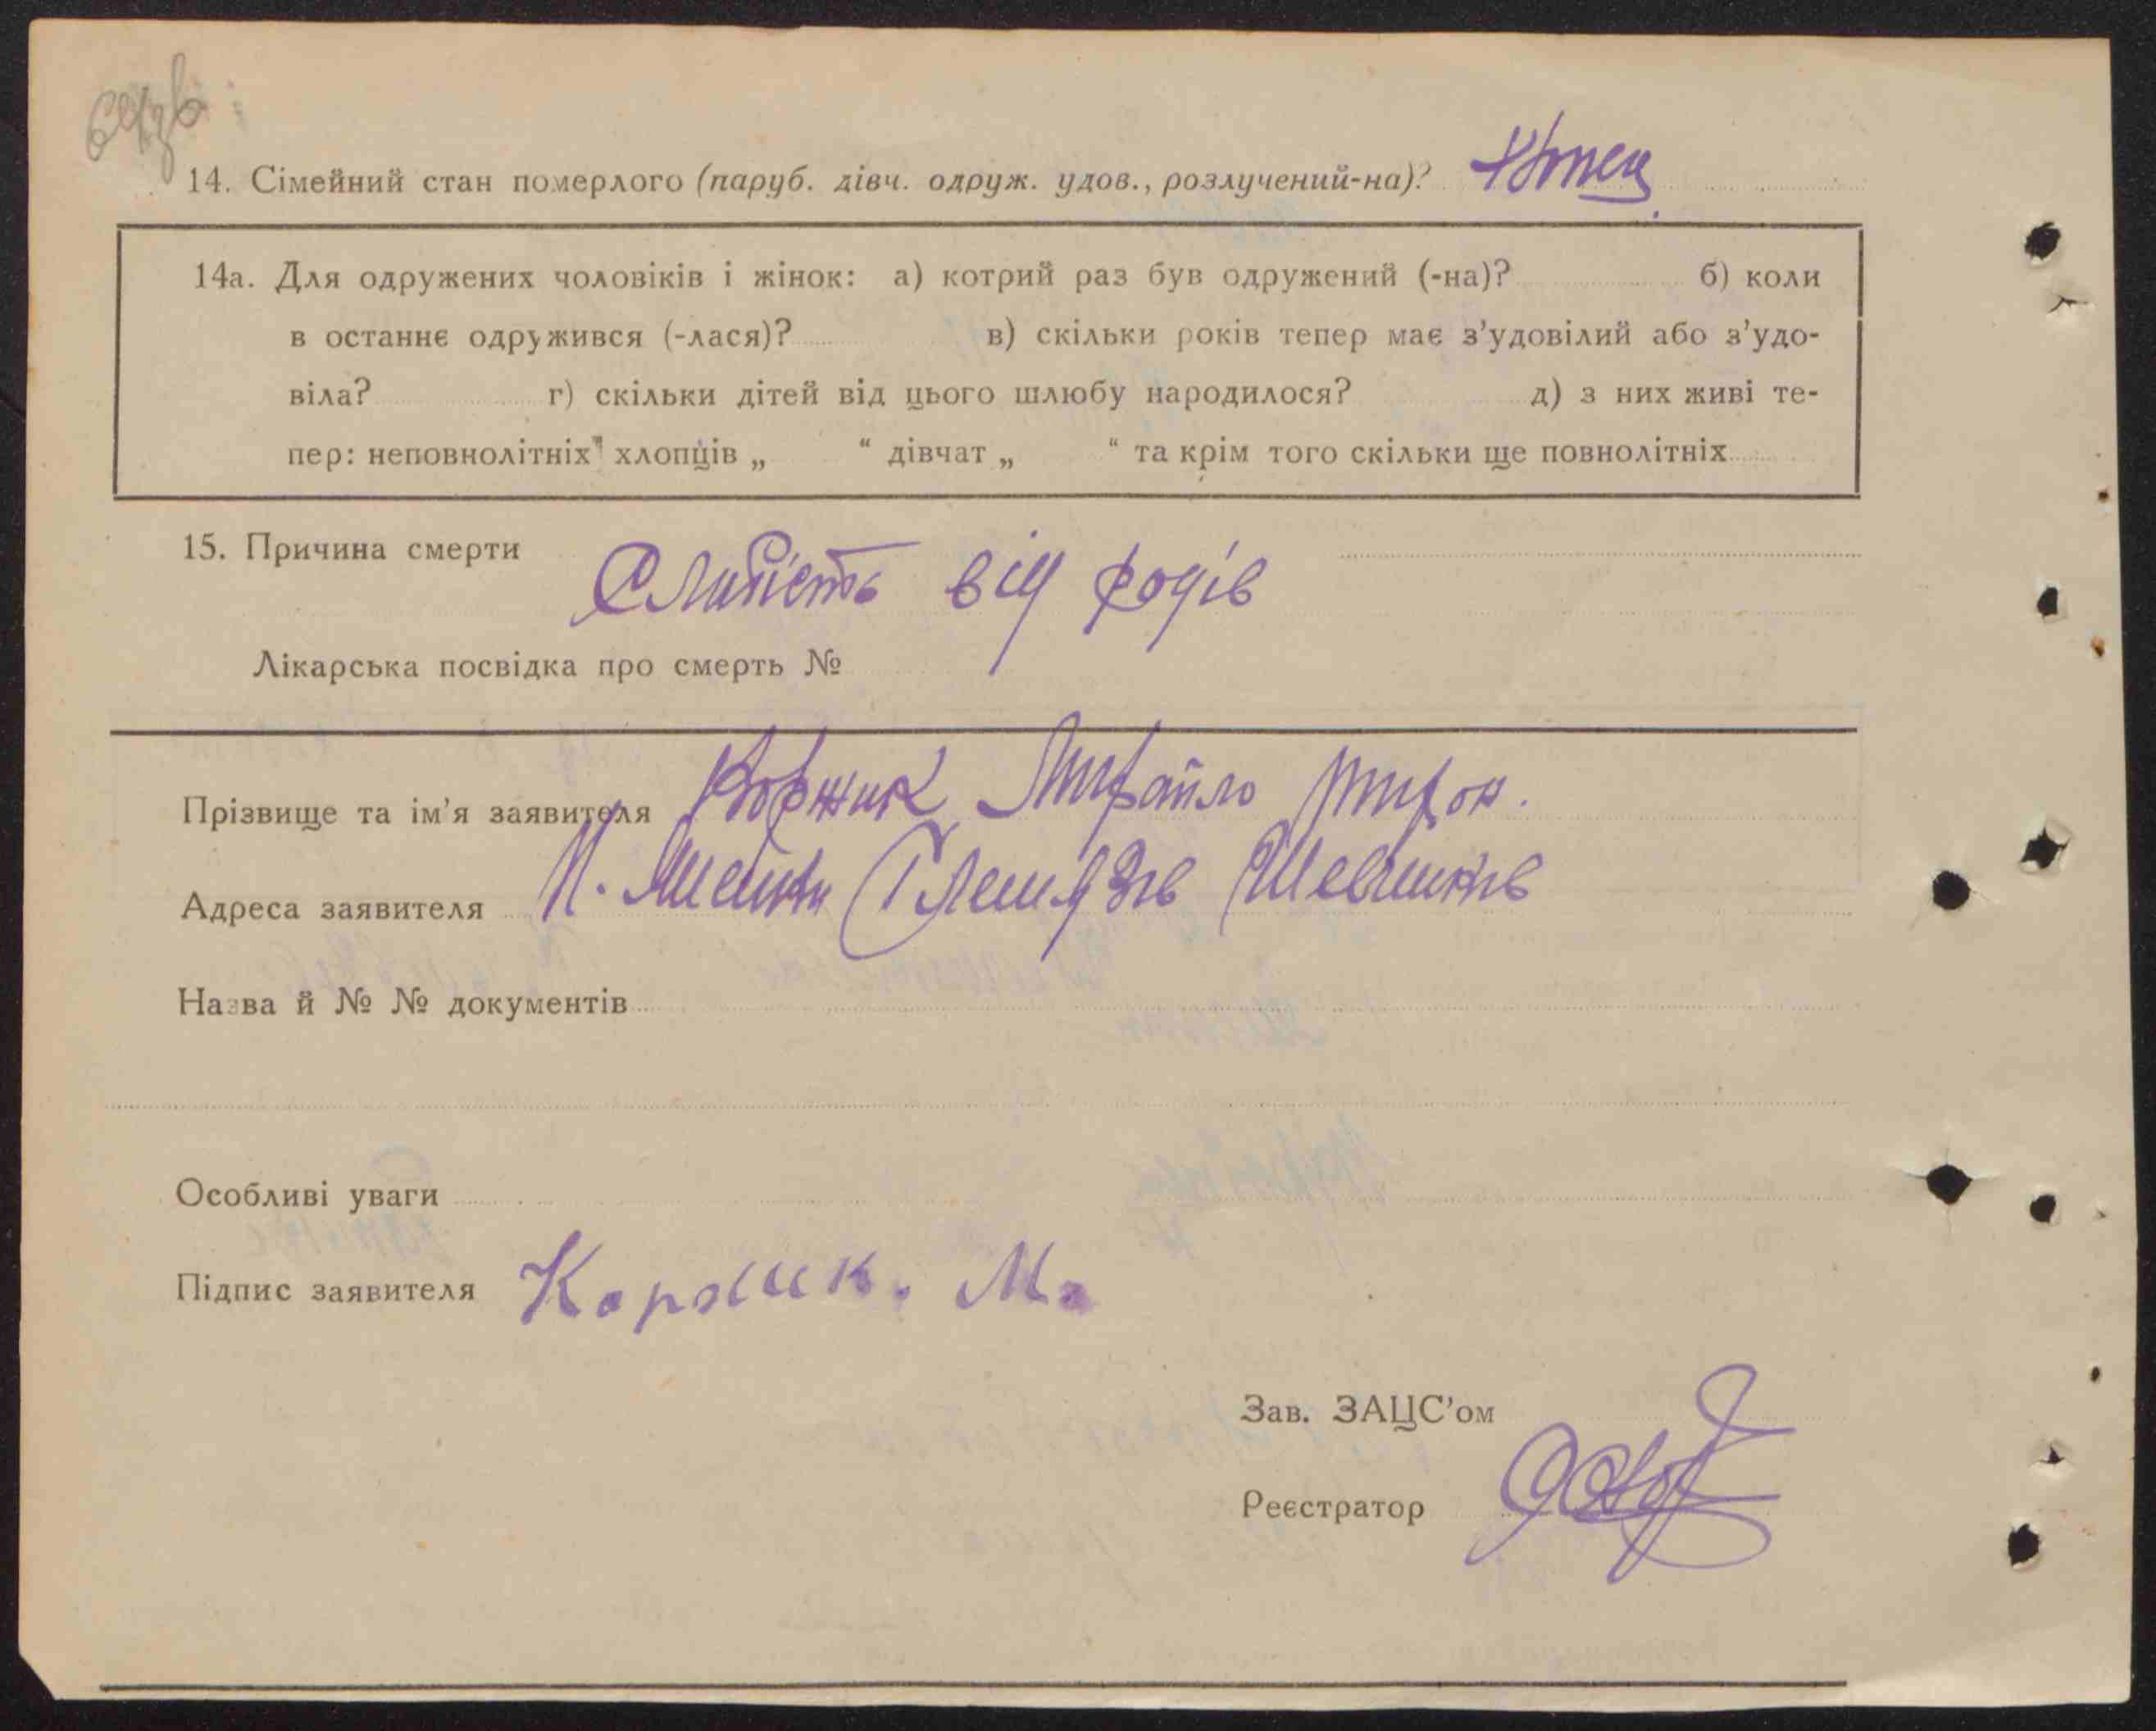 14. Сімейний стан померлого (паруб. дівч. одруж. удов., розлучений-на)?
14а. Для одружених чоловіків і жінок: а) котрий раз був одружений (-на)? б) коли
в останнє одружився (-лася)? в) скільки років тепер має з’удовілий або з’удо-
віла? г) скільки дітей від цього шлюбу народилося? д) з них живі те-
пер: неповнолітніх хлопців „ “ дівчат „ “ та крім того скільки ще повнолітніх
15. Причина смерти Слабість від родів
Лікарська посвідка про смерть №
Прізвище та ім’я заявителя Коржик Михайло
Адреса заявителя
Назва й № № документів
Особливі уваги
Підпис заявителя Коржик. М.
Зав. ЗАЦС’ом
Реєстратор